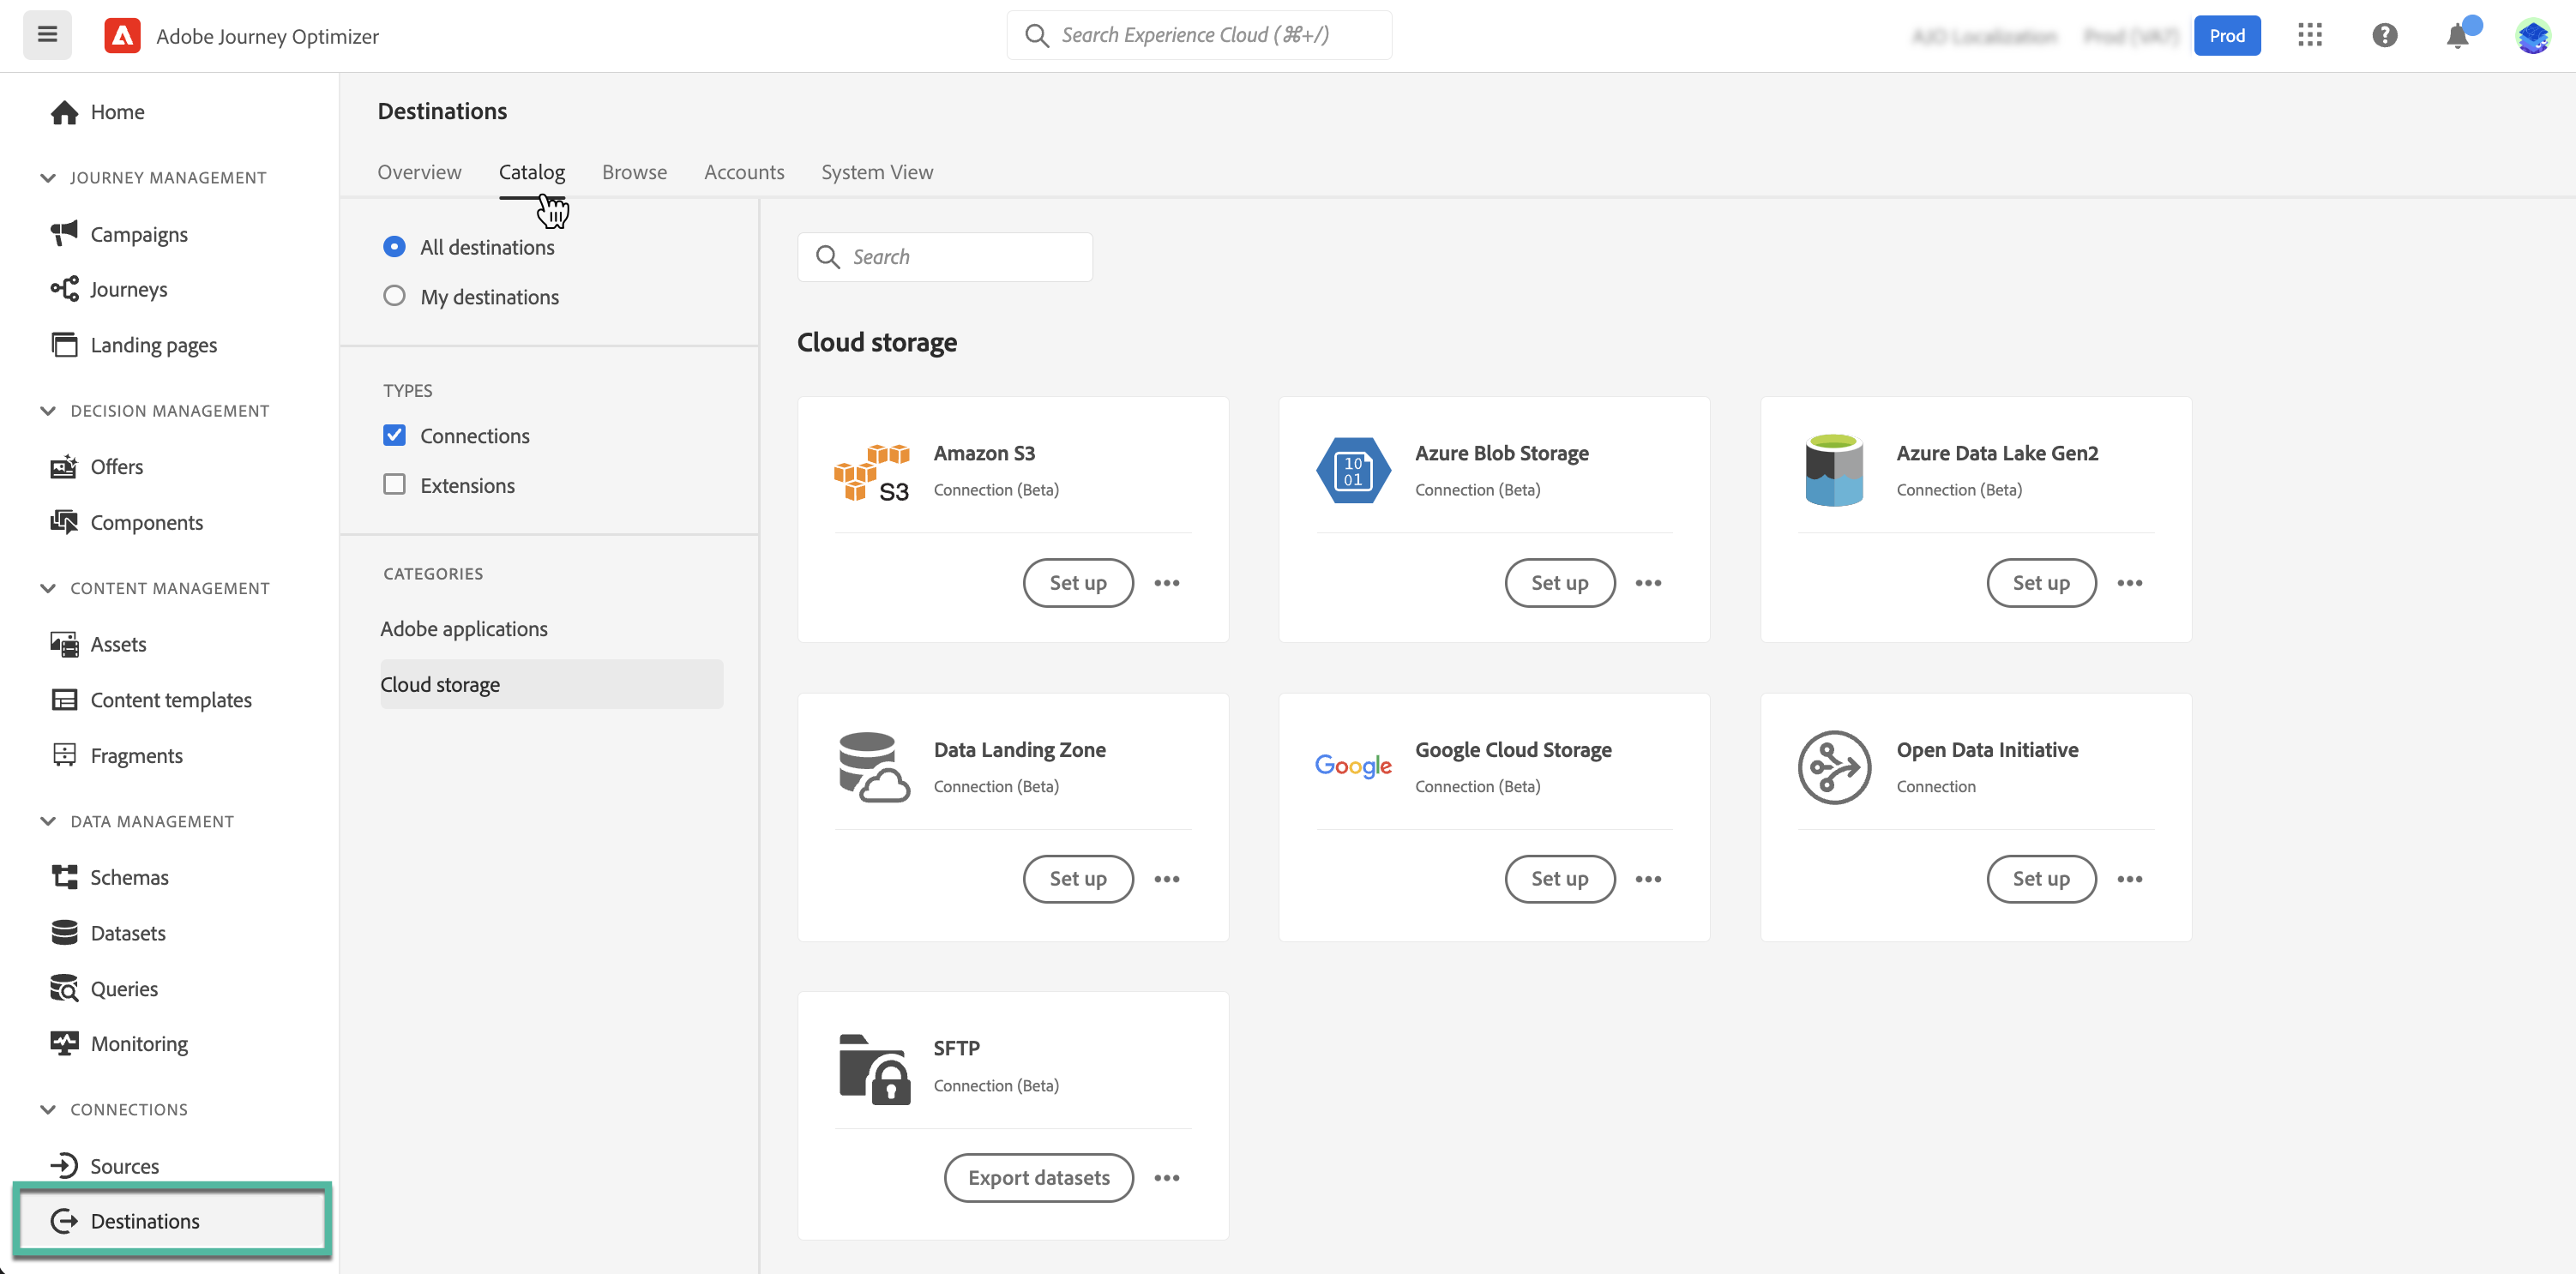 Adobe Journey Optimizer
Search Experience Cloud (⌘+/)
Prod
Home
JOURNEY MANAGEMENT
Campaigns
Journeys
Landing pages
DECISION MANAGEMENT
Offers
Components
CONTENT MANAGEMENT
Assets
Content templates
Fragments
DATA MANAGEMENT
Schemas
Datasets
Queries
Monitoring
CONNECTIONS
Sources
Destinations
Destinations
Overview Catalog Browse Accounts System View
All destinations
My destinations
TYPES
Connections
Extensions
CATEGORIES
Adobe applications
Cloud storage
Search
Cloud storage
S3
Amazon S3
Connection (Beta)
Set up
10
01
Azure Blob Storage
Connection (Beta)
Set up
Azure Data Lake Gen2
Connection (Beta)
Set up
Data Landing Zone
Connection (Beta)
Set up
Google
Google Cloud Storage
Connection (Beta)
Set up
Open Data Initiative
Connection
Set up
SFTP
Connection (Beta)
Export datasets